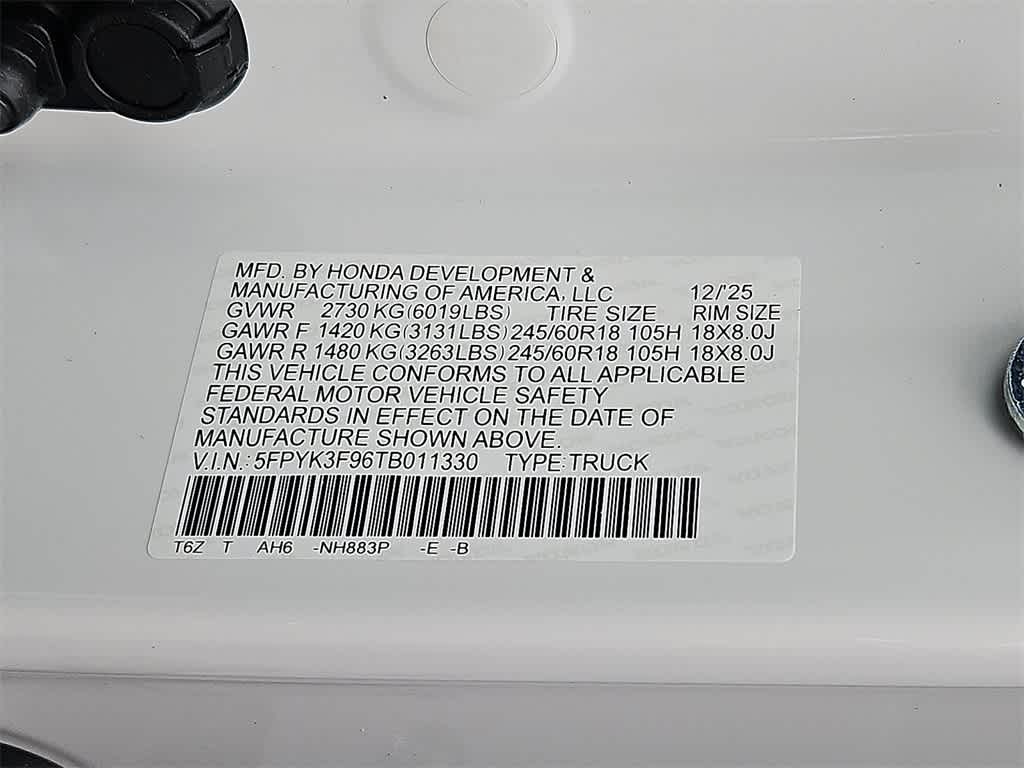 MFD. BY HONDA DEVELOPMENT &
MANUFACTURING OF AMERICA, LLC 12/'25
GVWR 2730 KG(6019LBS) TIRE SIZE RIM SIZE
GAWR F 1420 KG(3131LBS) 245/60R18 105H 18X8.0J
GAWR R 1480 KG(3263LBS) 245/60R18 105H 18X8.0J
THIS VEHICLE CONFORMS TO ALL APPLICABLE
FEDERAL MOTOR VEHICLE SAFETY
STANDARDS IN EFFECT ON THE DATE OF
MANUFACTURE SHOWN ABOVE.
V.I.N.: 5FPYK3F96TB011330 TYPE:TRUCK
T6Z T AH6 -NH883P -E -B